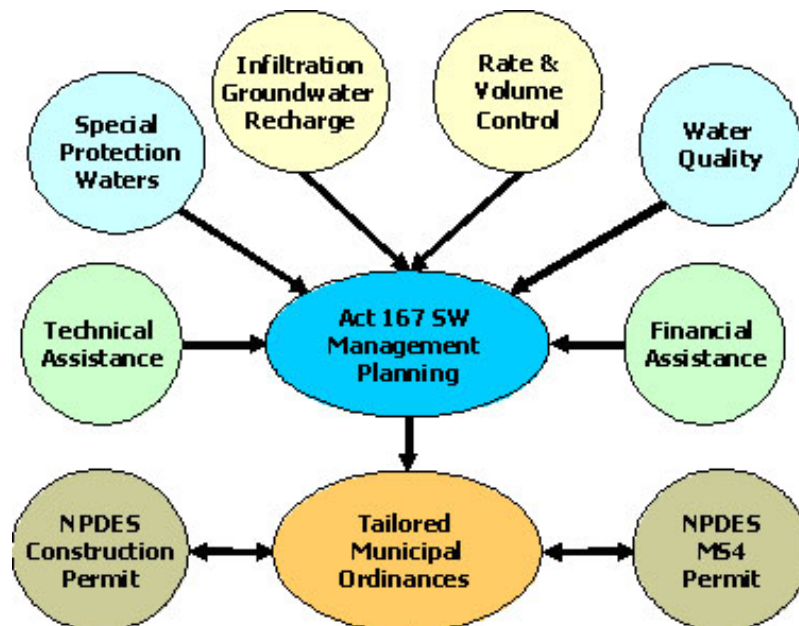 Infiltration
Groundwater
Recharge
Rate &
Volume
Control
Special
Protection
Waters
Water
Quality
Technical
Assistance
Act 167 SW
Management
Planning
Financial
Assistance
NPDES
Construction
Permit
Tailored
Municipal
Ordinances
NPDES
MS4
Permit